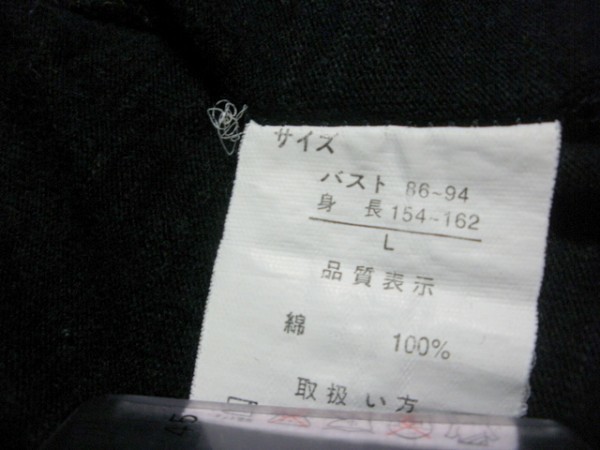 サイズ
バスト 86~94
身長 154~162
L
品質表示
綿 100%
取扱い方
45